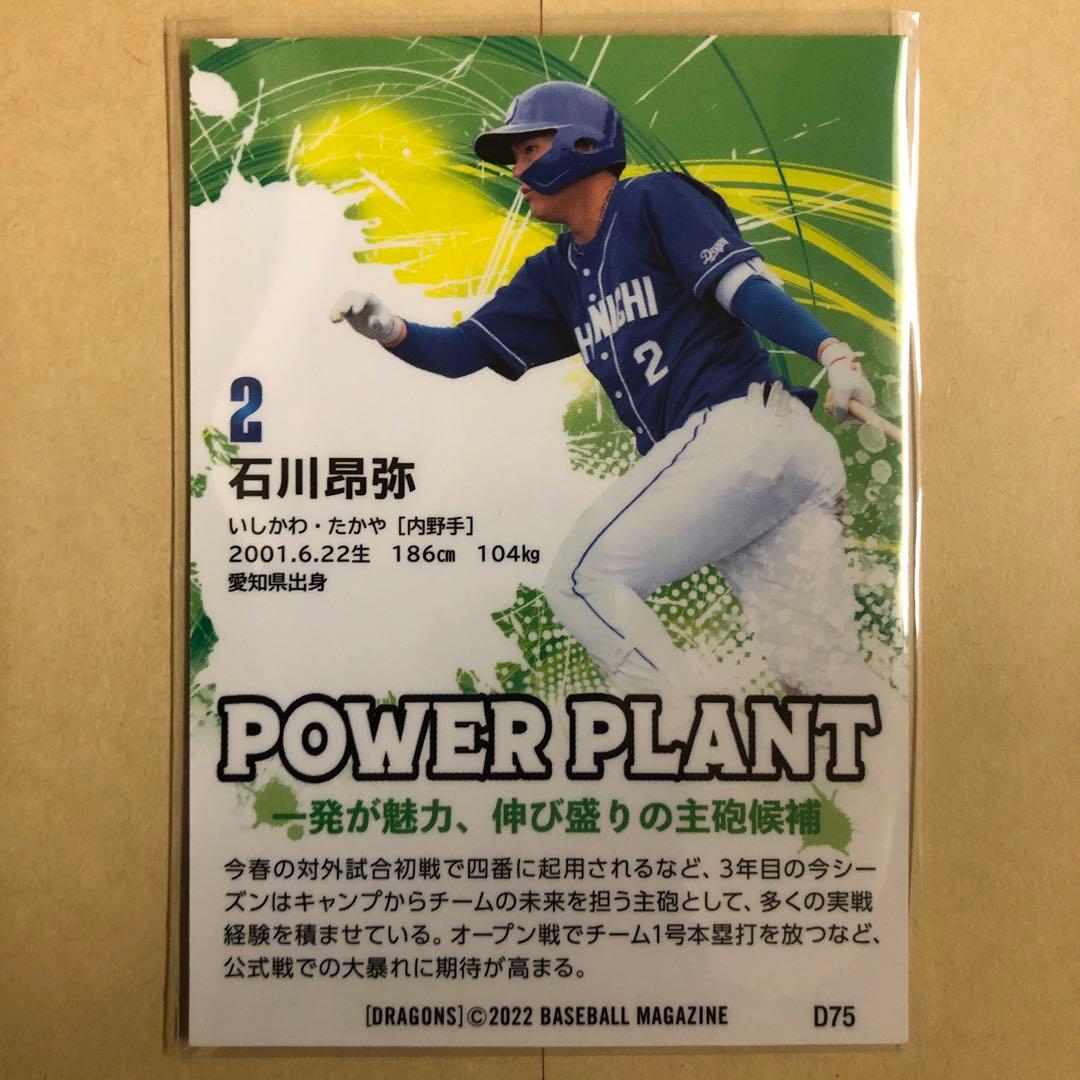 Dragons
HUNICHI
2
2
石川昂弥
いしかわ・たかや [内野手]
2001.6.22生 186㎝ 104㎏
愛知県出身
POWER PLANT
一発が魅力、伸び盛りの主砲候補
今春の対外試合初戦で四番に起用されるなど、3年目の今シー
ズンはキャンプからチームの未来を担う主砲として、多くの実戦
経験を積ませている。オープン戦でチーム1号本塁打を放つなど、
公式戦での大暴れに期待が高まる。
[DRAGONS]©2022 BASEBALL MAGAZINE D75